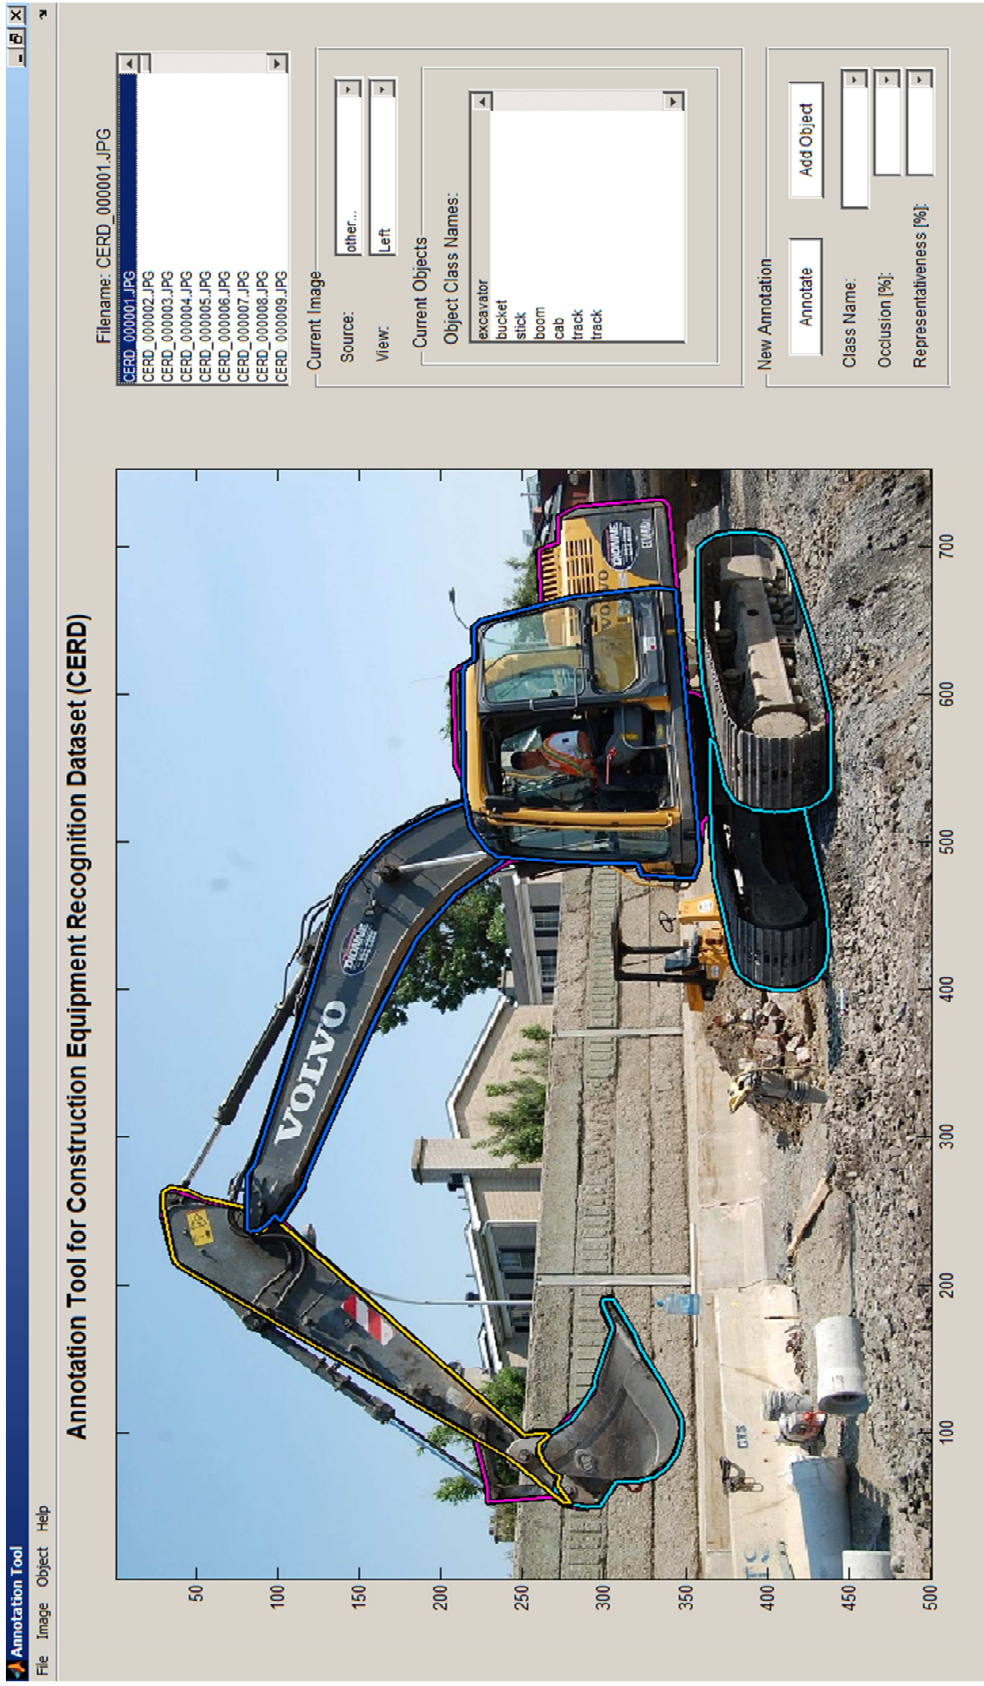 Annotation Tool
File Image Object Help
Annotation Tool for Construction Equipment Recognition Dataset (CERD)
50
100
150
200
250
300
350
400
450
500
100
200
300
400
500
600
700
VOLVO
VOLVO
CTS
TS
Filename: CERD_000001.JPG
CERD_000001.JPG
CERD_000002.JPG
CERD_000003.JPG
CERD_000004.JPG
CERD_000005.JPG
CERD_000006.JPG
CERD_000007.JPG
CERD_000008.JPG
CERD_000009.JPG
Current Image
Source: other...
View: Left
Current Objects
Object Class Names:
excavator
bucket
stick
boom
cab
track
track
New Annotation
Annotate Add Object
Class Name:
Occlusion [%]:
Representativeness [%]: